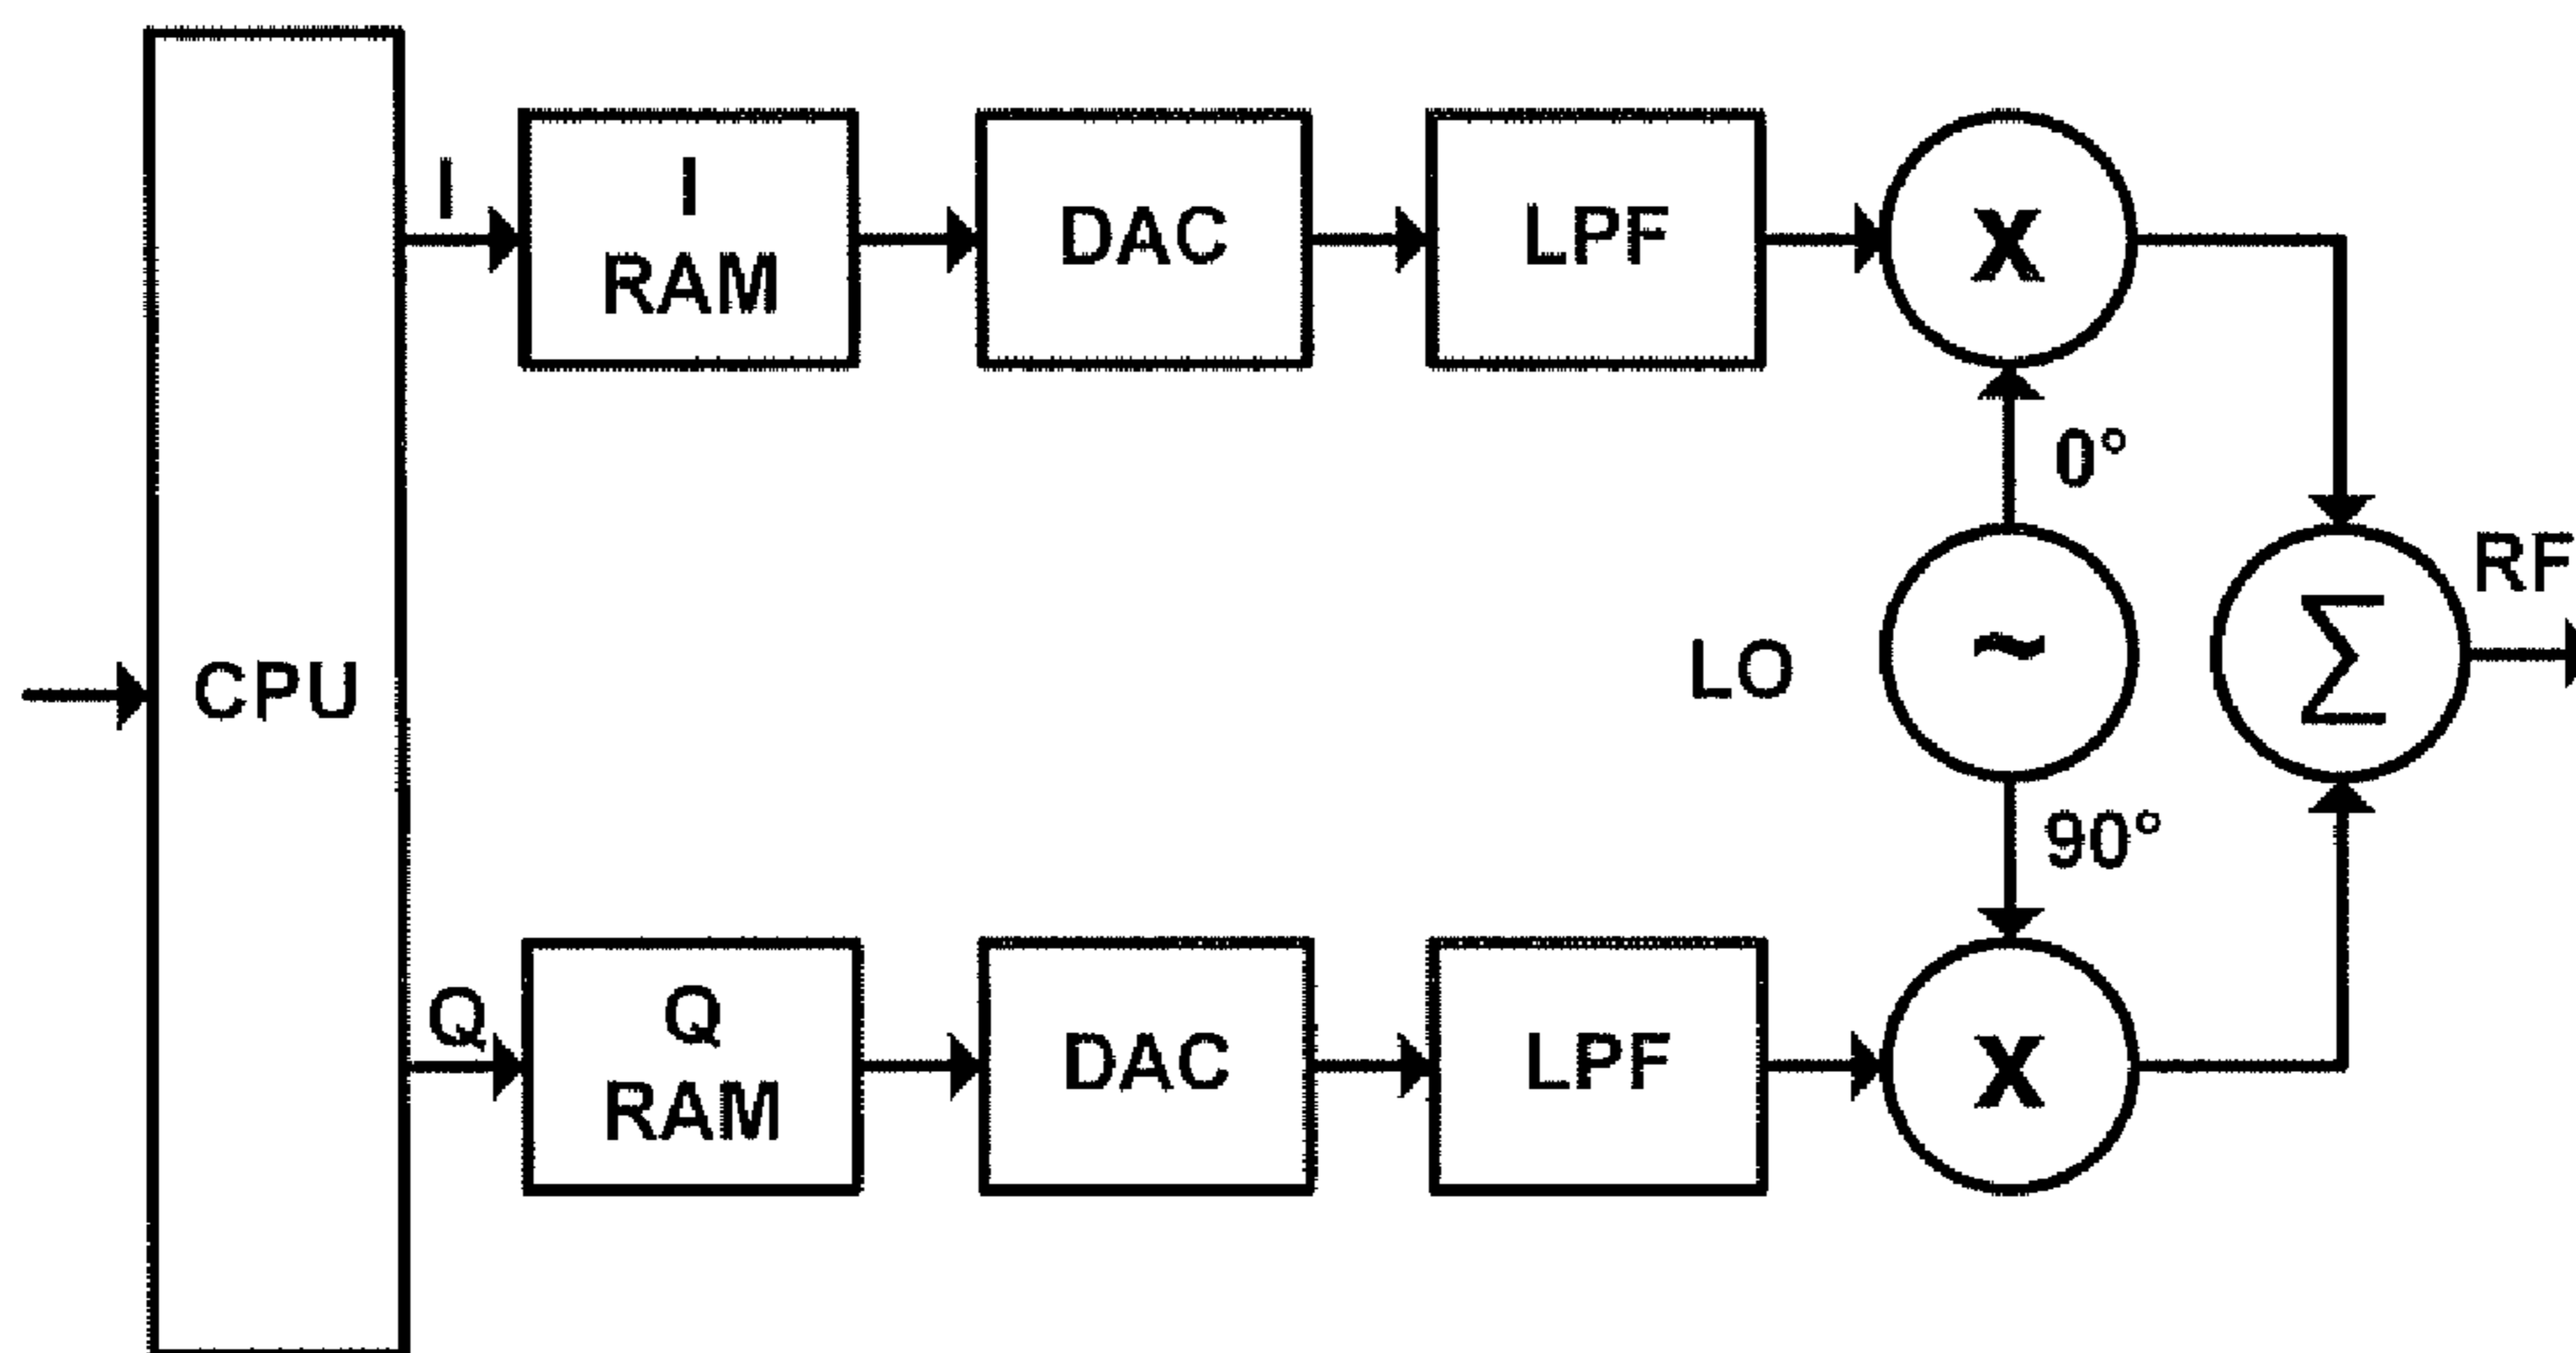 CPU
I
I
RAM
DAC
LPF
X
0°
LO
~
∑
RF
90°
Q
Q
RAM
DAC
LPF
X